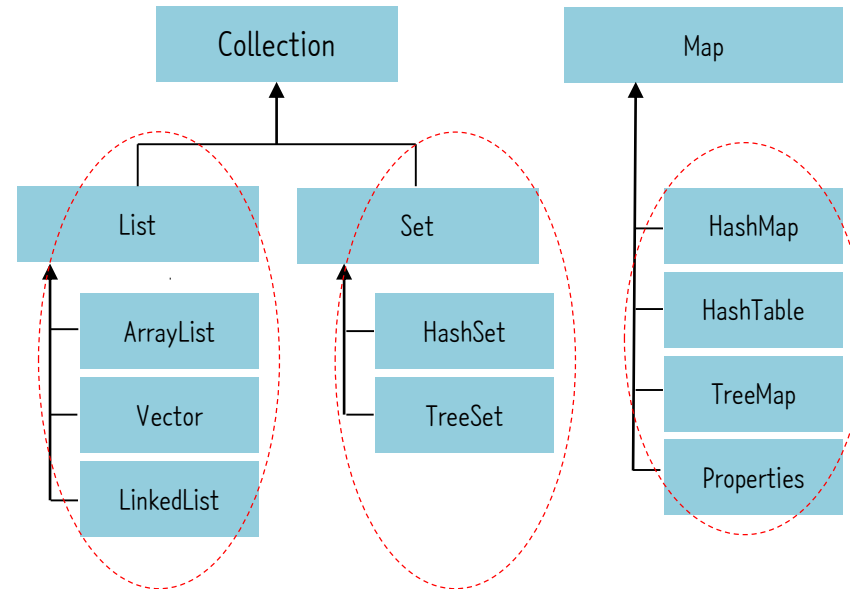 Collection
Map
List
Set
HashMap
HashTable
ArrayList
HashSet
TreeMap
Vector
TreeSet
Properties
LinkedList